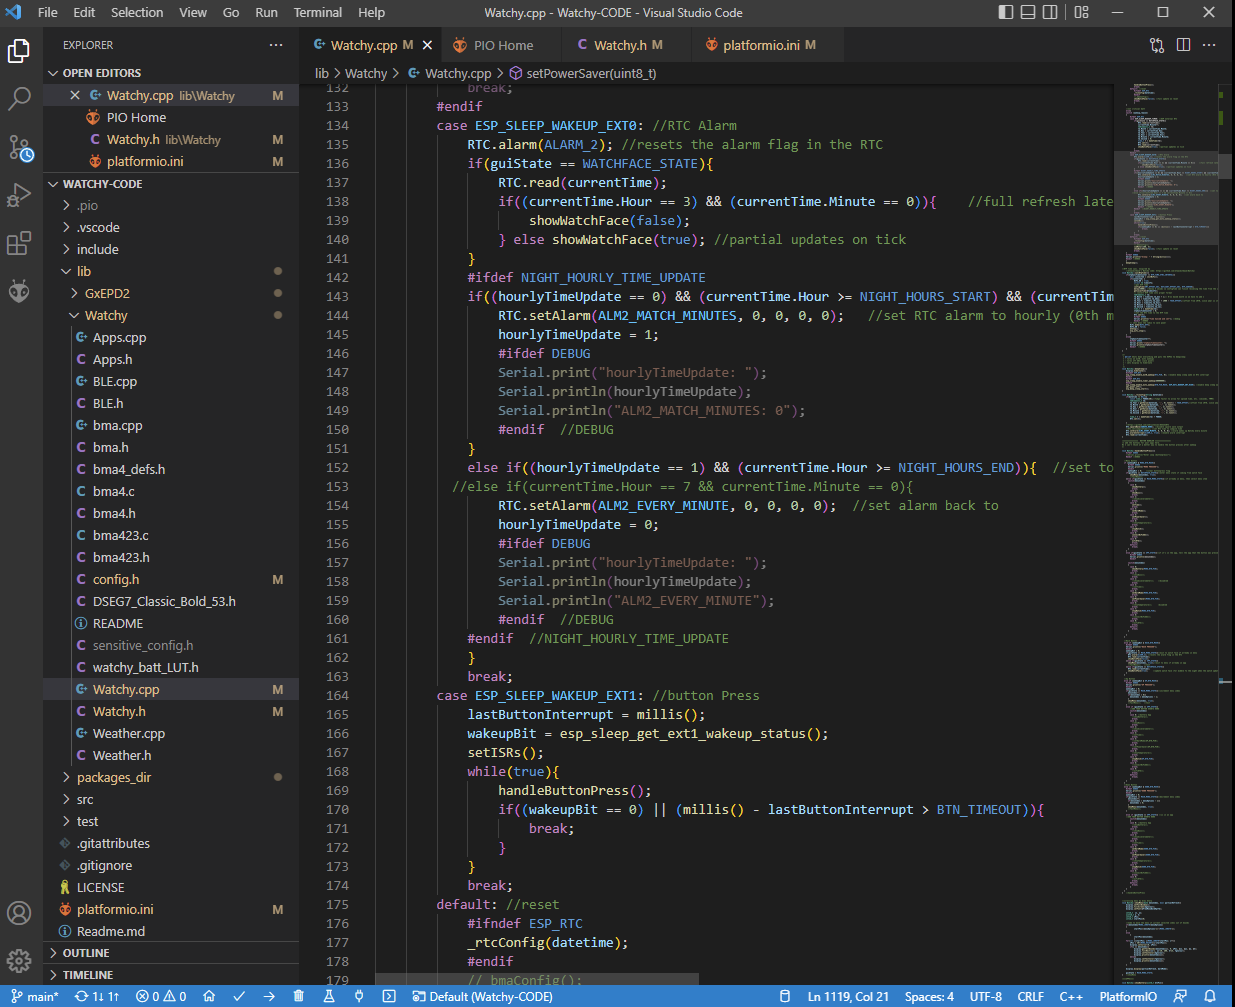 File Edit Selection View Go Run Terminal Help Watchy.cpp - Watchy-CODE - Visual Studio Code
EXPLORER
OPEN EDITORS
Watchy.cpp lib\Watchy M
PIO Home
Watchy.h lib\Watchy M
platformio.ini M
WATCHY-CODE
.pio
.vscode
include
lib
GxEPD2
Watchy
Apps.cpp
Apps.h
BLE.cpp
BLE.h
bma.cpp
bma.h
bma4_defs.h
bma4.c
bma4.h
bma423.c
bma423.h
config.h M
DSEG7_Classic_Bold_53.h
README
sensitive_config.h
watchy_batt_LUT.h
Watchy.cpp M
Watchy.h M
Weather.cpp
Weather.h
packages_dir
src
test
.gitattributes
.gitignore
LICENSE
platformio.ini M
Readme.md
OUTLINE
TIMELINE
Watchy.cpp M PIO Home Watchy.h M platformio.ini M
lib > Watchy > Watchy.cpp > setPowerSaver(uint8_t)
132 break;
133 #endif
134 case ESP_SLEEP_WAKEUP_EXT0: //RTC Alarm
135 RTC.alarm(ALARM_2); //resets the alarm flag in the RTC
136 if(guiState == WATCHFACE_STATE){
137 RTC.read(currentTime);
138 if((currentTime.Hour == 3) && (currentTime.Minute == 0)){ //full refresh late
139 showWatchFace(false);
140 } else showWatchFace(true); //partial updates on tick
141 }
142 #ifdef NIGHT_HOURLY_TIME_UPDATE
143 if((hourlyTimeUpdate == 0) && (currentTime.Hour >= NIGHT_HOURS_START) && (currentTim
144 RTC.setAlarm(ALM2_MATCH_MINUTES, 0, 0, 0, 0); //set RTC alarm to hourly (0th m
145 hourlyTimeUpdate = 1;
146 #ifdef DEBUG
147 Serial.print("hourlyTimeUpdate: ");
148 Serial.println(hourlyTimeUpdate);
149 Serial.println("ALM2_MATCH_MINUTES: 0");
150 #endif //DEBUG
151 }
152 else if((hourlyTimeUpdate == 1) && (currentTime.Hour >= NIGHT_HOURS_END)){ //set to
153 //else if(currentTime.Hour == 7 && currentTime.Minute == 0){
154 RTC.setAlarm(ALM2_EVERY_MINUTE, 0, 0, 0, 0); //set alarm back to
155 hourlyTimeUpdate = 0;
156 #ifdef DEBUG
157 Serial.print("hourlyTimeUpdate: ");
158 Serial.println(hourlyTimeUpdate);
159 Serial.println("ALM2_EVERY_MINUTE");
160 #endif //DEBUG
161 #endif //NIGHT_HOURLY_TIME_UPDATE
162 }
163 break;
164 case ESP_SLEEP_WAKEUP_EXT1: //button Press
165 lastButtonInterrupt = millis();
166 wakeupBit = esp_sleep_get_ext1_wakeup_status();
167 setISRs();
168 while(true){
169 handleButtonPress();
170 if((wakeupBit == 0) || (millis() - lastButtonInterrupt > BTN_TIMEOUT)){
171 break;
172 }
173 }
174 break;
175 default: //reset
176 #ifndef ESP_RTC
177 _rtcConfig(datetime);
178 #endif
179 // bmaConfig();
main* 1↓ 1↑ 0 0 Default (Watchy-CODE) Ln 1119, Col 21 Spaces: 4 UTF-8 CRLF C++ PlatformIO